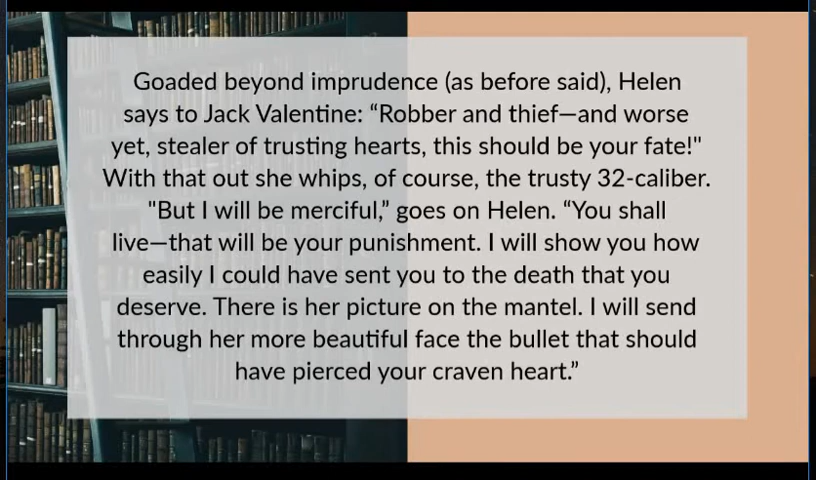 Goaded beyond imprudence (as before said), Helen
says to Jack Valentine: “Robber and thief—and worse
yet, stealer of trusting hearts, this should be your fate!"
With that out she whips, of course, the trusty 32-caliber.
"But I will be merciful,” goes on Helen. “You shall
live—that will be your punishment. I will show you how
easily I could have sent you to the death that you
deserve. There is her picture on the mantel. I will send
through her more beautiful face the bullet that should
have pierced your craven heart.”